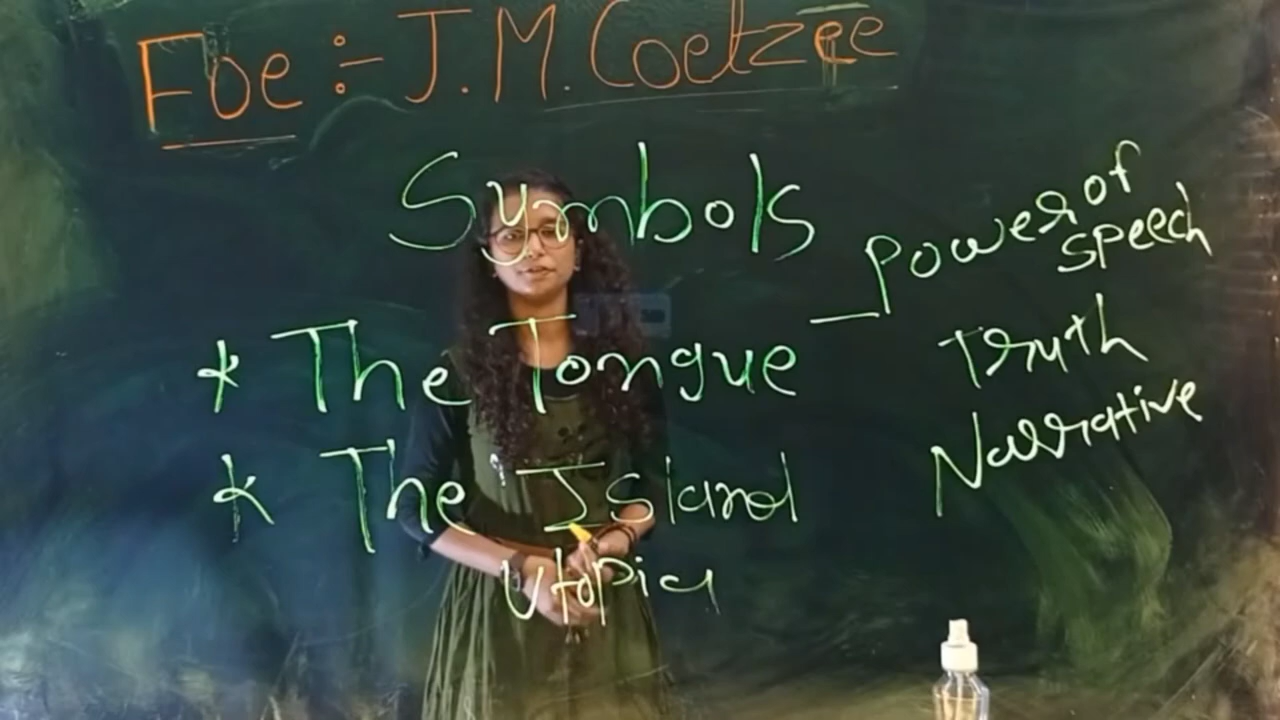 Foe :- J.M. Coetzee
Symbols
* The Tongue
_ power of
speech
Truth
Narrative
* The Island
Utopia